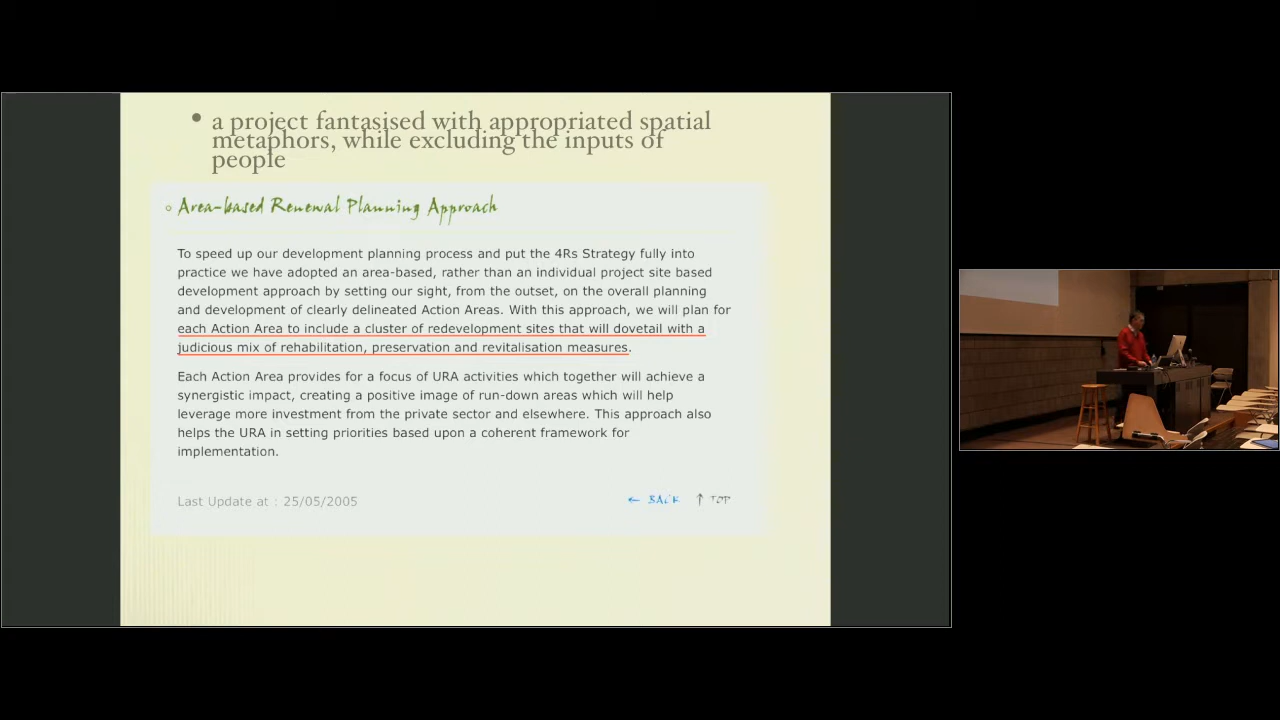 • a project fantasised with appropriated spatial
metaphors, while excluding the inputs of
people
Area-based Renewal Planning Approach
To speed up our development planning process and put the 4Rs Strategy fully into
practice we have adopted an area-based, rather than an individual project site based
development approach by setting our sight, from the outset, on the overall planning
and development of clearly delineated Action Areas. With this approach, we will plan for
each Action Area to include a cluster of redevelopment sites that will dovetail with a
judicious mix of rehabilitation, preservation and revitalisation measures.
Each Action Area provides for a focus of URA activities which together will achieve a
synergistic impact, creating a positive image of run-down areas which will help
leverage more investment from the private sector and elsewhere. This approach also
helps the URA in setting priorities based upon a coherent framework for
implementation.
Last Update at : 25/05/2005
← BACK ↑ TOP